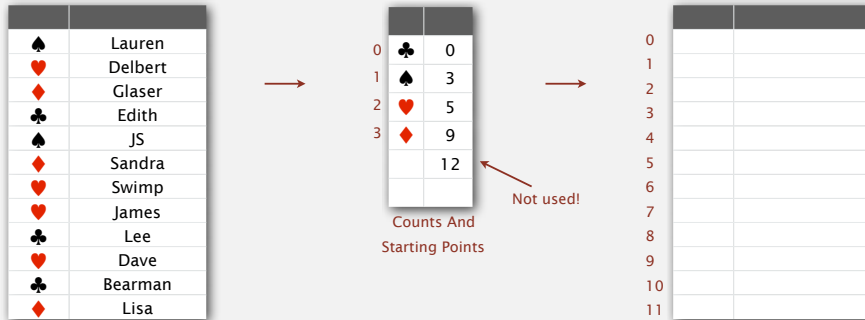 ♠ Lauren
♥ Delbert
♦ Glaser
♣ Edith
♠ JS
♦ Sandra
♥ Swimp
♥ James
♣ Lee
♥ Dave
♣ Bearman
♦ Lisa
0 ♣ 0
1 ♠ 3
2 ♥ 5
3 ♦ 9
12
Not used!
Counts And
Starting Points
0
1
2
3
4
5
6
7
8
9
10
11